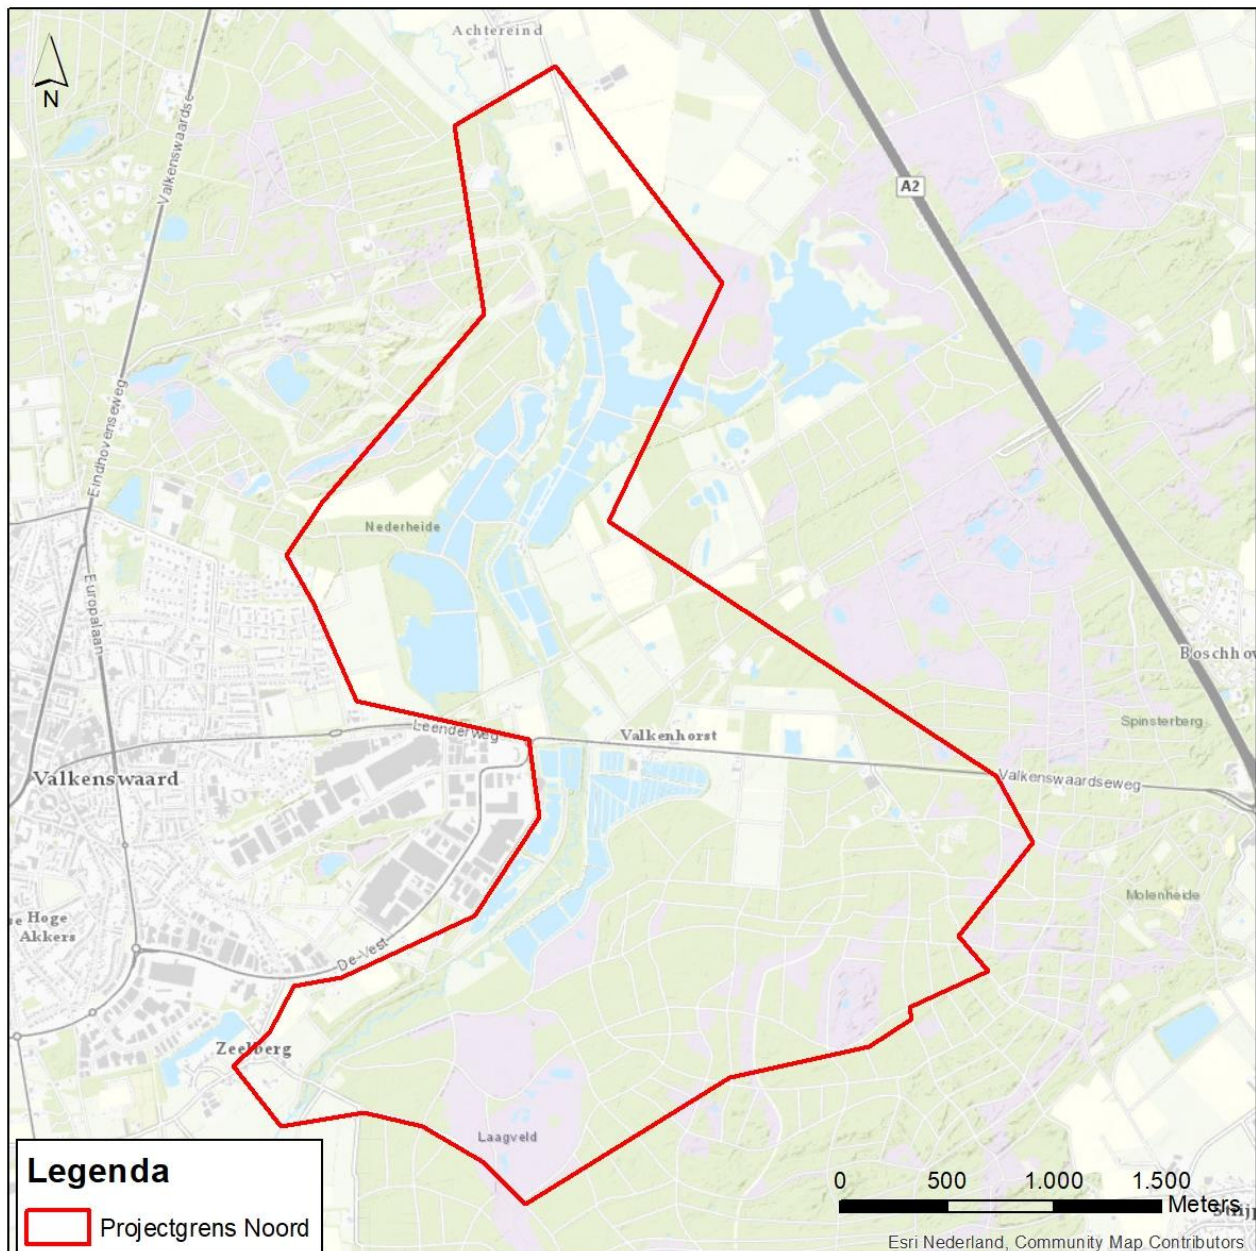 Achtereind
N
Valkenswaardse
A2
Eindhovenseweg
Nederheide
Europalaan
Boschhov
Spinsterberg
Leenderweg
Valkenhorst
Valkenswaard
Valkenswaardseweg
Molenheide
se Hoge
Akkers
De-Vest
Zeelberg
Laagveld
Legenda
Projectgrens Noord
0 500 1.000 1.500
Meters
Esri Nederland, Community Map Contributors